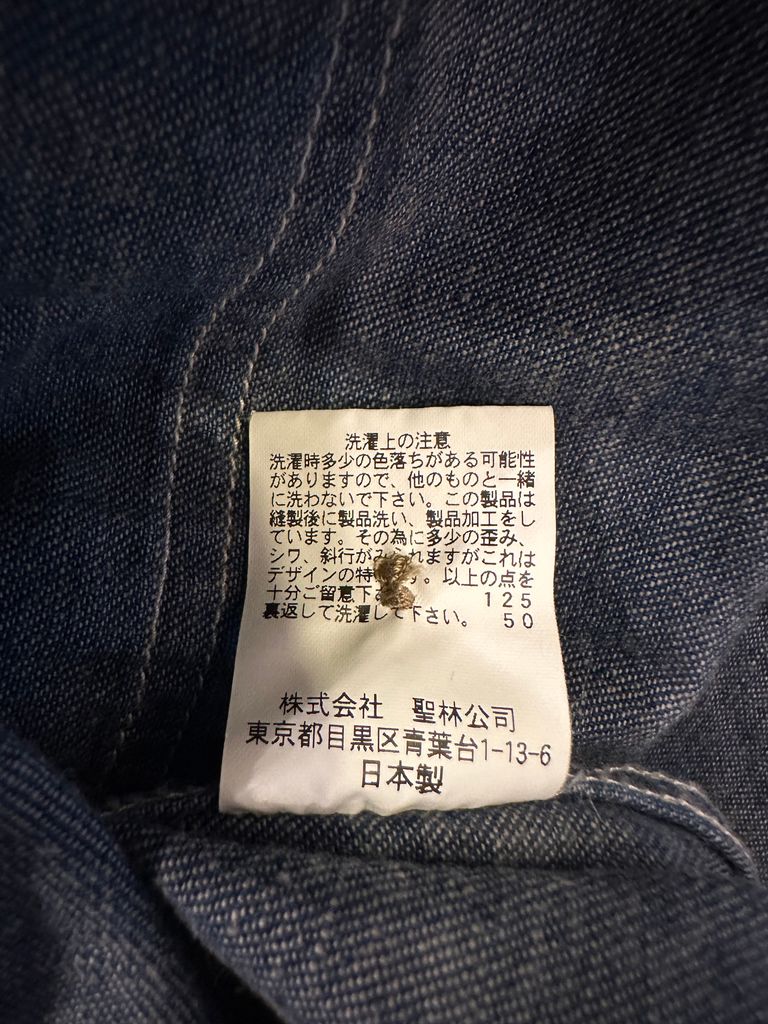 洗濯上の注意
洗濯時多少の色落ちがある可能性
がありますので、他のものと一緒
に洗わないで下さい。この製品は
縫製後に製品洗い、製品加工をし
ています。その為に多少の歪み、
シワ、斜行がみられますがこれは
デザインの特 す。以上の点を
十分ご留意下 125
裏返して洗濯して下さい。 50
株式会社 聖林公司
東京都目黒区青葉台1-13-6
日本製